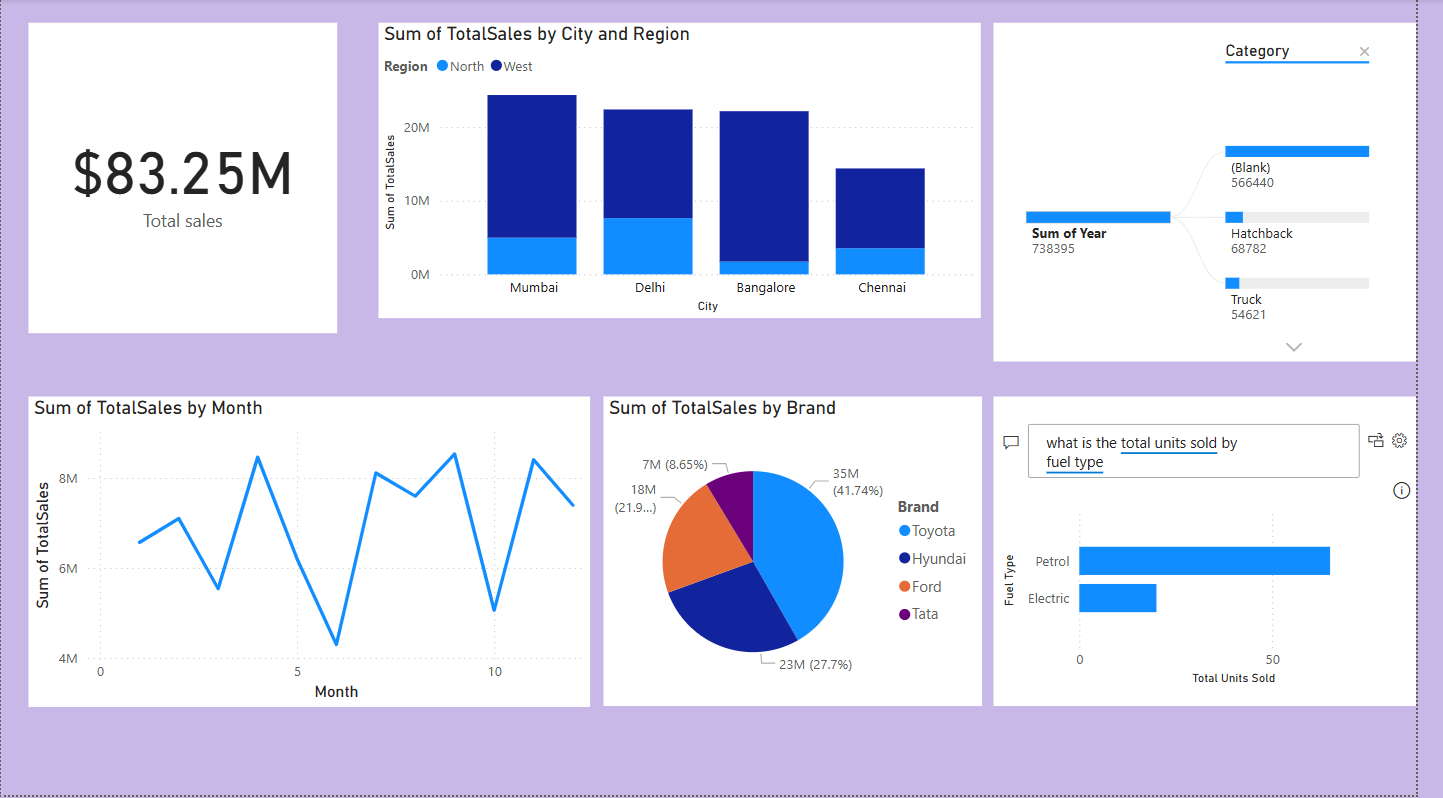 $83.25M
Total sales
Sum of TotalSales by City and Region
Region North West
Sum of TotalSales
20M
10M
0M
Mumbai Delhi Bangalore Chennai
City
Category
(Blank)
566440
Sum of Year
738395
Hatchback
68782
Truck
54621
Sum of TotalSales by Month
Sum of TotalSales
8M
6M
4M
0 5 10
Month
Sum of TotalSales by Brand
7M (8.65%)
18M
(21.9...)
35M
(41.74%)
23M (27.7%)
Brand
Toyota
Hyundai
Ford
Tata
what is the total units sold by
fuel type
Fuel Type
Petrol
Electric
0 50
Total Units Sold